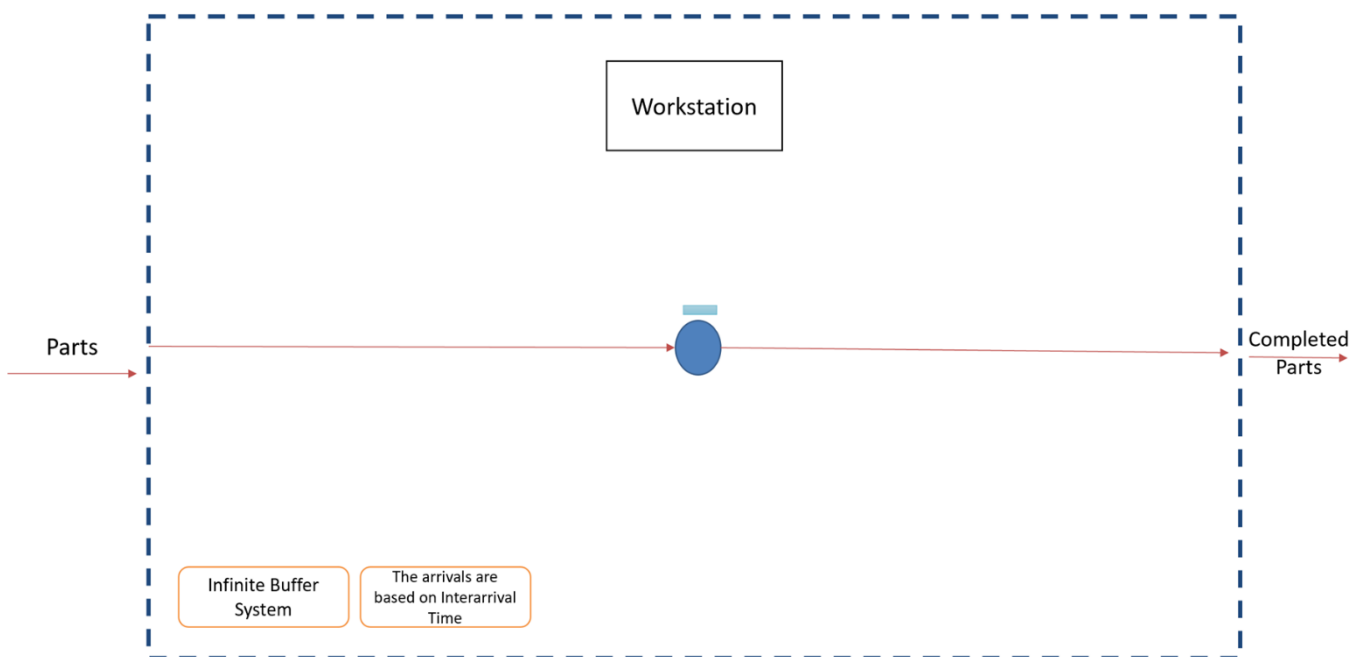 Workstation
Parts
Completed
Parts
Infinite Buffer
System
The arrivals are
based on Interarrival
Time